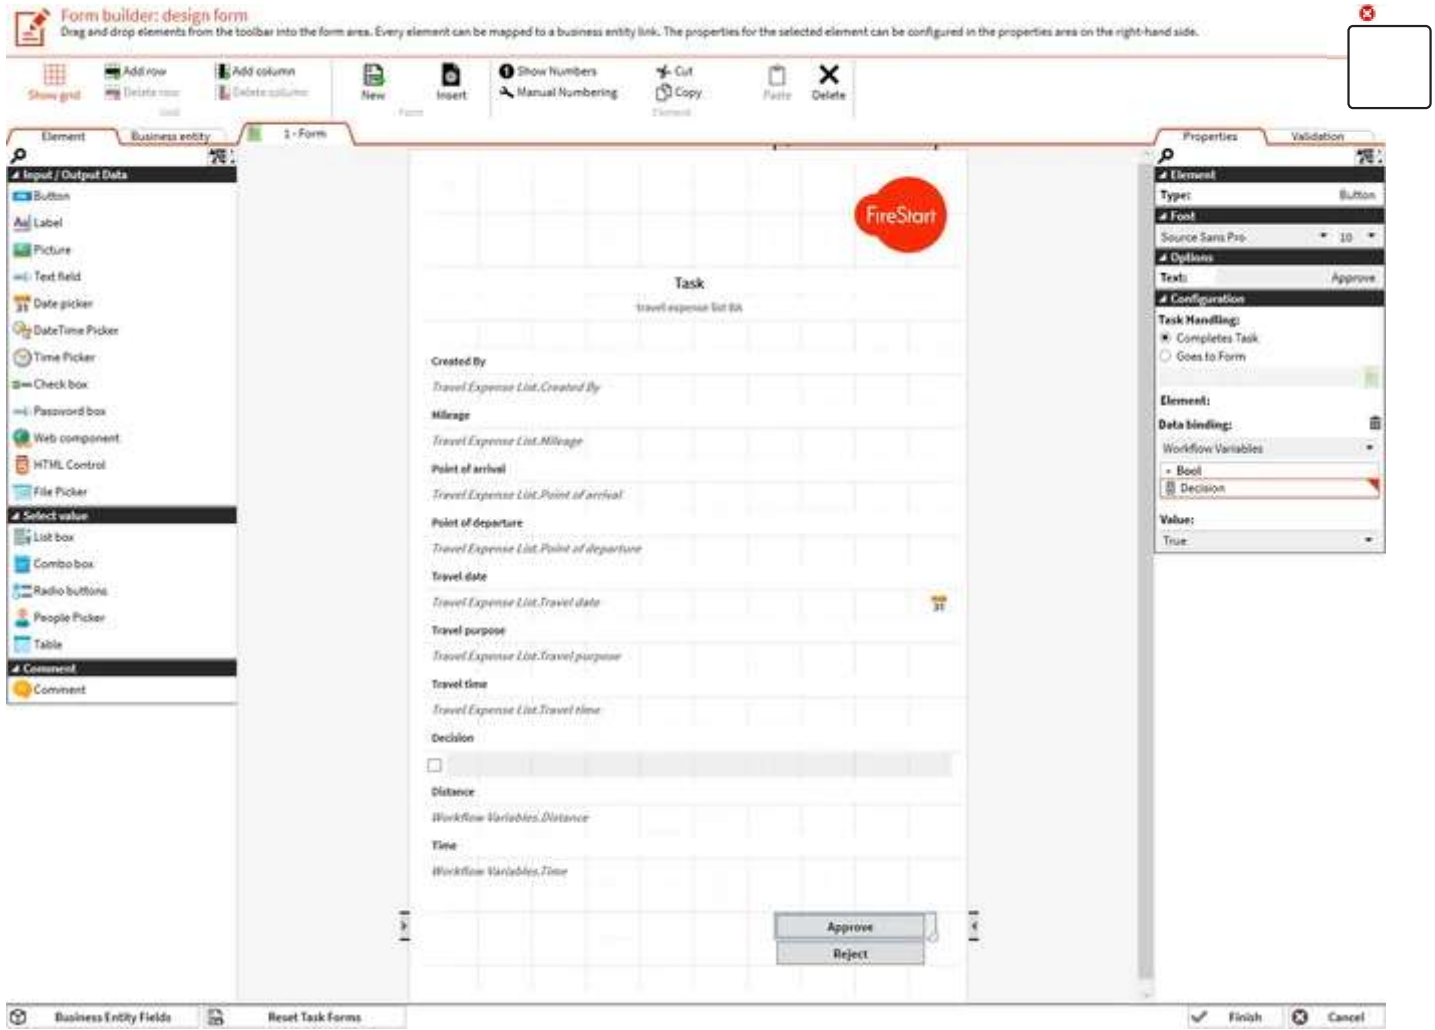 Form builder: design form
Drag and drop elements from the toolbar into the form area. Every element can be mapped to a business entity link. The properties for the selected element can be configured in the properties area on the right-hand side.
Show grid
Add row
Delete row
Add column
Delete column
Grid
New
Insert
Form
Show Numbers
Manual Numbering
Cut
Copy
Paste
Delete
Element
Element
Business entity
1 - Form
Properties
Validation
Input / Output Data
Button
Label
Picture
Text field
Date picker
DateTime Picker
Time Picker
Check box
Password box
Web component
HTML Control
File Picker
Select value
List box
Combo box
Radio buttons
People Picker
Table
Comment
Comment
FireStart
Task
travel expense list BA
Created By
Travel Expense List.Created By
Mileage
Travel Expense List.Mileage
Point of arrival
Travel Expense List.Point of arrival
Point of departure
Travel Expense List.Point of departure
Travel date
Travel Expense List.Travel date
Travel purpose
Travel Expense List.Travel purpose
Travel time
Travel Expense List.Travel time
Decision
Distance
Workflow Variables.Distance
Time
Workflow Variables.Time
Approve
Reject
Element
Type: Button
Font
Source Sans Pro 10
Options
Text: Approve
Configuration
Task Handling:
Completes Task
Goes to Form
Element:
Data binding:
Workflow Variables
- Bool
Decision
Value:
True
Business Entity Fields
Reset Task Forms
Finish
Cancel